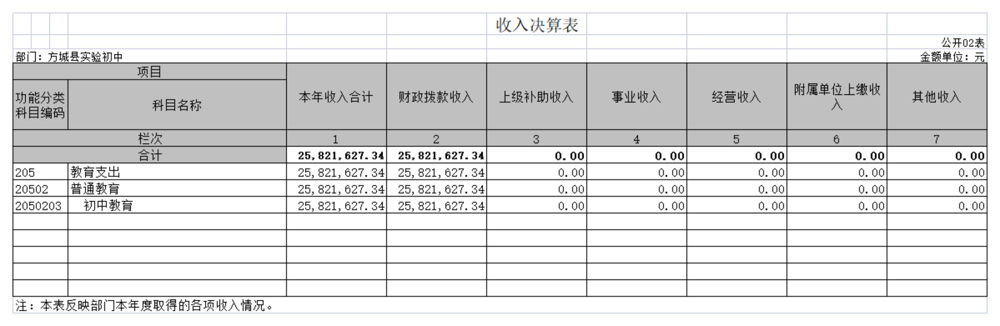 收入决算表
公开02表
部门：方城县实验初中 金额单位：元
项目 本年收入合计 财政拨款收入 上级补助收入 事业收入 经营收入 附属单位上缴收入 其他收入
功能分类科目编码 科目名称
栏次 1 2 3 4 5 6 7
合计 25,821,627.34 25,821,627.34 0.00 0.00 0.00 0.00 0.00
205 教育支出 25,821,627.34 25,821,627.34 0.00 0.00 0.00 0.00 0.00
20502 普通教育 25,821,627.34 25,821,627.34 0.00 0.00 0.00 0.00 0.00
2050203 初中教育 25,821,627.34 25,821,627.34 0.00 0.00 0.00 0.00 0.00
注：本表反映部门本年度取得的各项收入情况。